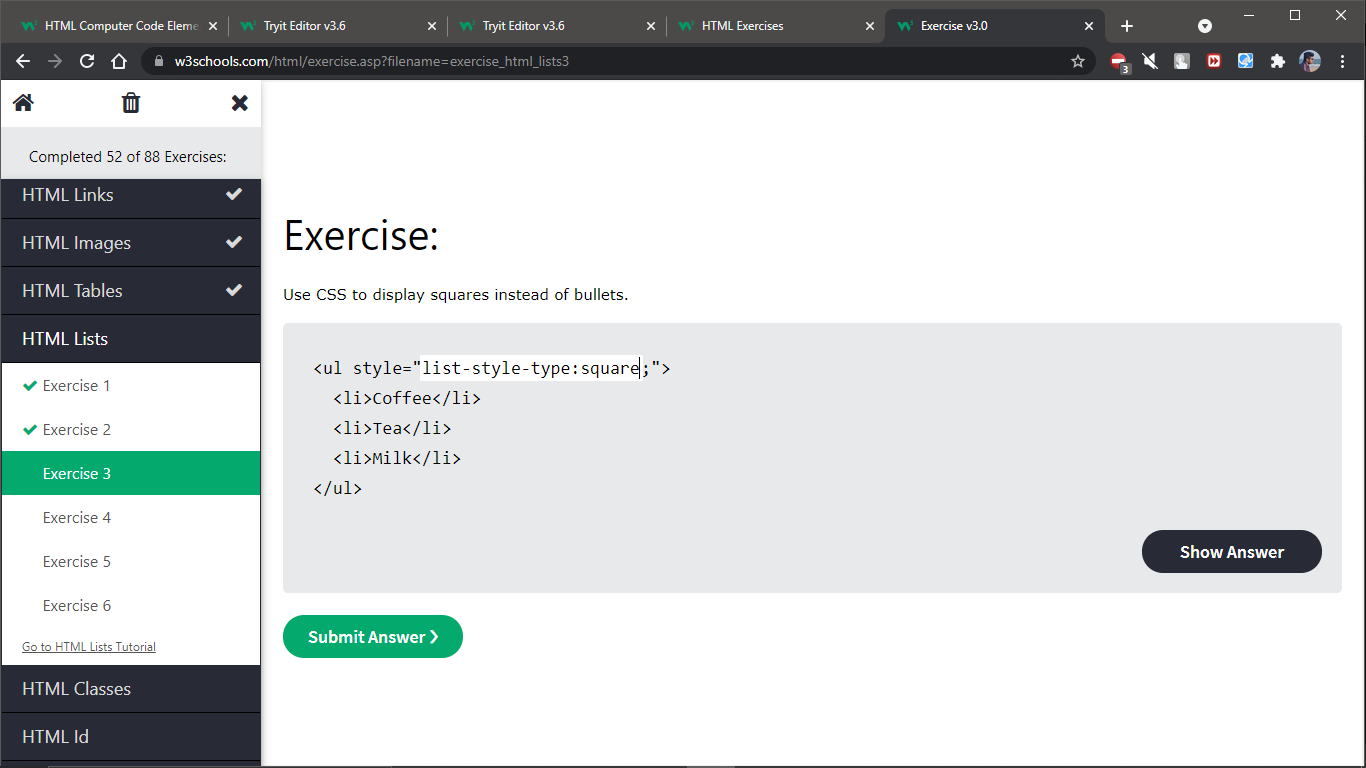 HTML Computer Code Eleme
Tryit Editor v3.6
Tryit Editor v3.6
HTML Exercises
Exercise v3.0
w3schools.com/html/exercise.asp?filename=exercise_html_lists3
3
Completed 52 of 88 Exercises:
HTML Links
HTML Images
HTML Tables
HTML Lists
Exercise 1
Exercise 2
Exercise 3
Exercise 4
Exercise 5
Exercise 6
Go to HTML Lists Tutorial
HTML Classes
HTML Id
Exercise:
Use CSS to display squares instead of bullets.
<ul style="list-style-type:square;">
<li>Coffee</li>
<li>Tea</li>
<li>Milk</li>
</ul>
Show Answer
Submit Answer ❯